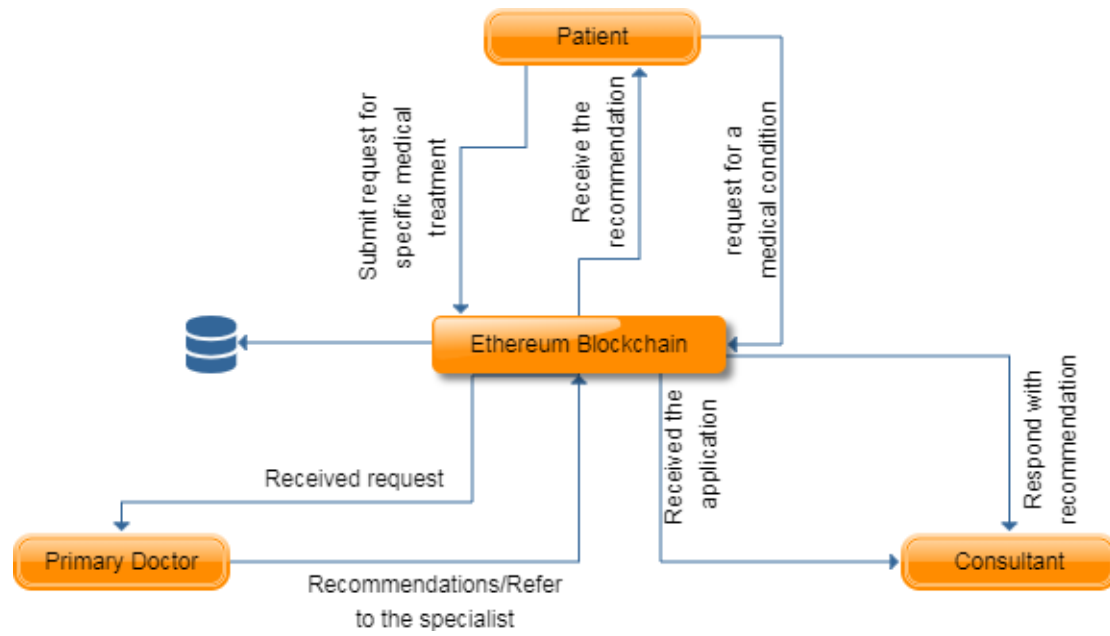 Patient
Submit request for
specific medical
treatment
Receive the
recommendation
request for a
medical condition
Ethereum Blockchain
Received request
Received the
application
Respond with
recommendation
Primary Doctor
Recommendations/Refer
to the specialist
Consultant